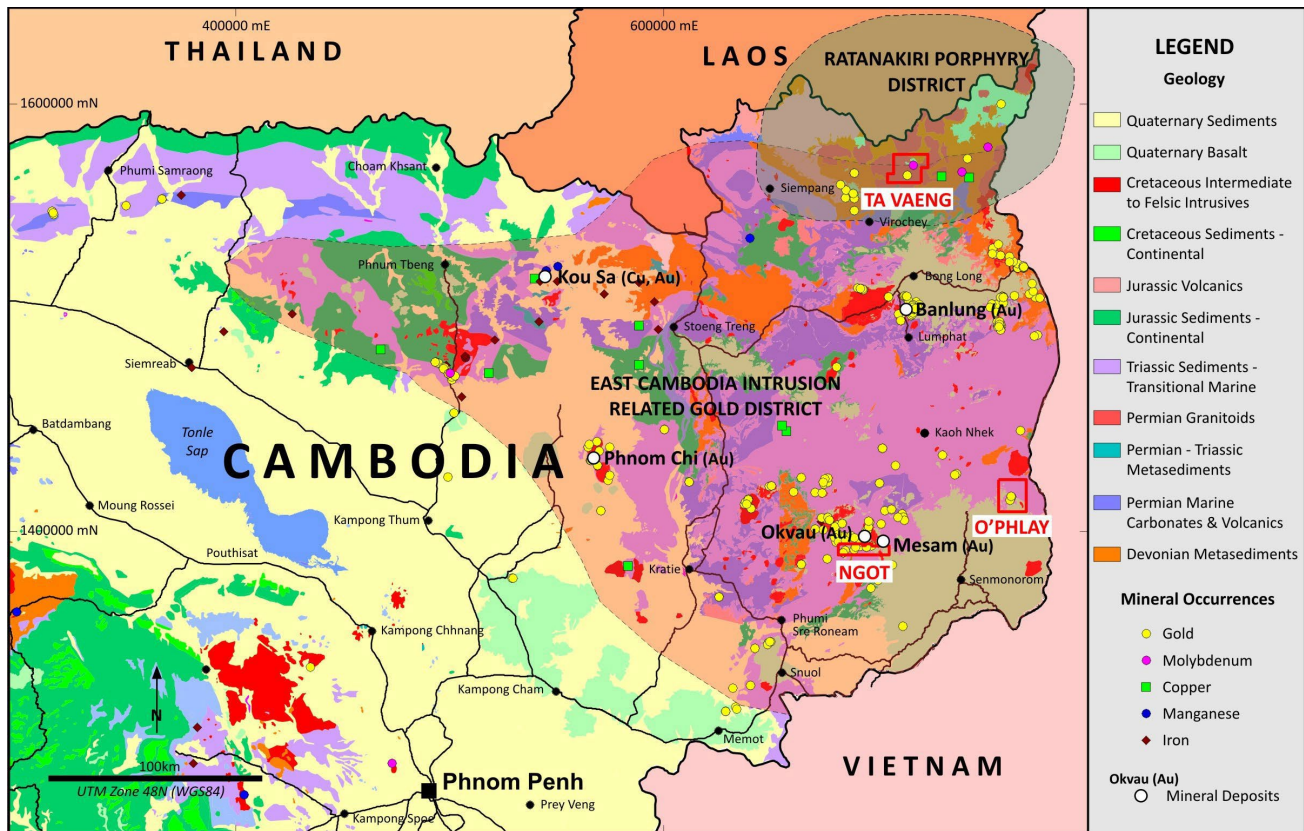 400000 mE
600000 mE
THAILAND
LAOS
RATANAKIRI PORPHYRY
DISTRICT
1600000 mN
Phumi Samraong
Choam Khsant
Siempang
TA VAENG
Virochey
Phnum Tbeng
Kou Sa (Cu, Au)
Bong Long
Banlung (Au)
Stoeng Treng
Lumphat
Siemreab
EAST CAMBODIA INTRUSION
RELATED GOLD DISTRICT
Batdambang
Tonle
Sap
CAMBODIA
Kaoh Nhek
Phnom Chi (Au)
Moung Rossei
O'PHLAY
1400000 mN
Kampong Thum
Okvau (Au)
Mesam (Au)
Pouthisat
NGOT
Kratie
Senmonorom
Kampong Chhnang
Phumi
Sre Roneam
Snuol
Kampong Cham
N
Memot
100km
UTM Zone 48N (WGS84)
Phnom Penh
VIETNAM
Prey Veng
Kampong Spoe
LEGEND
Geology
Quaternary Sediments
Quaternary Basalt
Cretaceous Intermediate
to Felsic Intrusives
Cretaceous Sediments -
Continental
Jurassic Volcanics
Jurassic Sediments -
Continental
Triassic Sediments -
Transitional Marine
Permian Granitoids
Permian - Triassic
Metasediments
Permian Marine
Carbonates & Volcanics
Devonian Metasediments
Mineral Occurrences
Gold
Molybdenum
Copper
Manganese
Iron
Okvau (Au)
Mineral Deposits